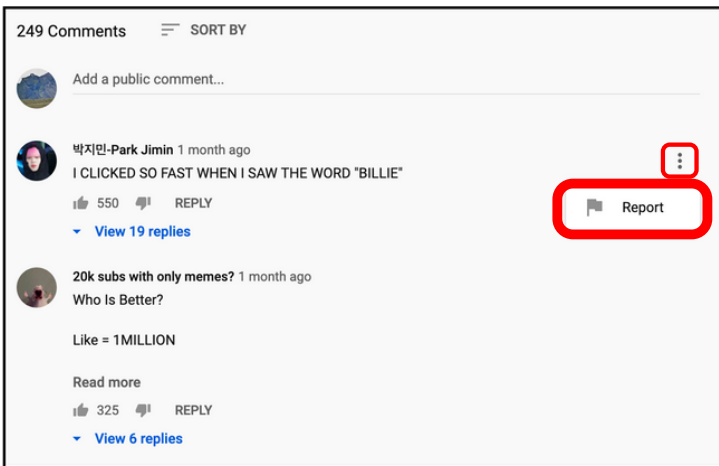 249 Comments SORT BY
Add a public comment...
박지민-Park Jimin 1 month ago
I CLICKED SO FAST WHEN I SAW THE WORD "BILLIE"
550 REPLY
Report
View 19 replies
20k subs with only memes? 1 month ago
Who Is Better?
Like = 1MILLION
Read more
325 REPLY
View 6 replies